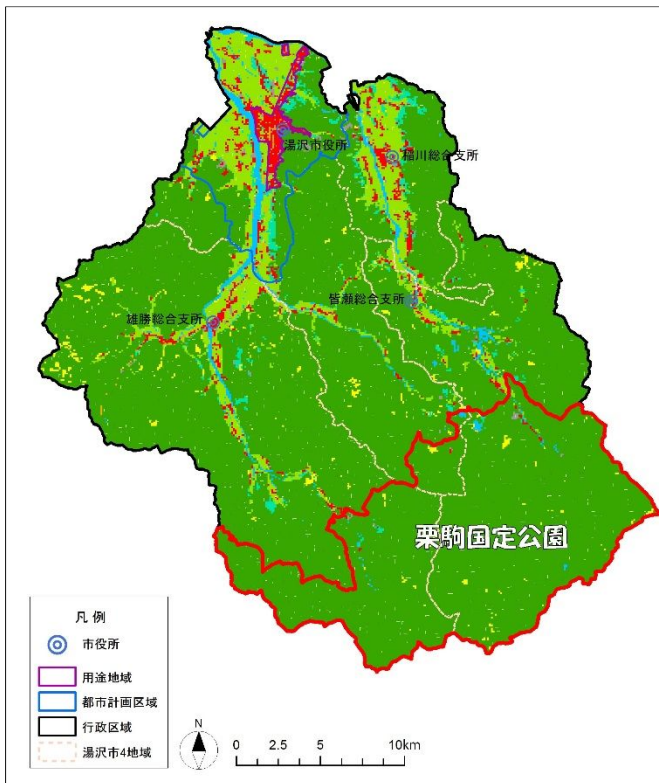 湯沢市役所
稲川総合支所
皆瀬総合支所
雄勝総合支所
栗駒国定公園
凡例
市役所
用途地域
都市計画区域
行政区域
湯沢市4地域
N
0 2.5 5 10km